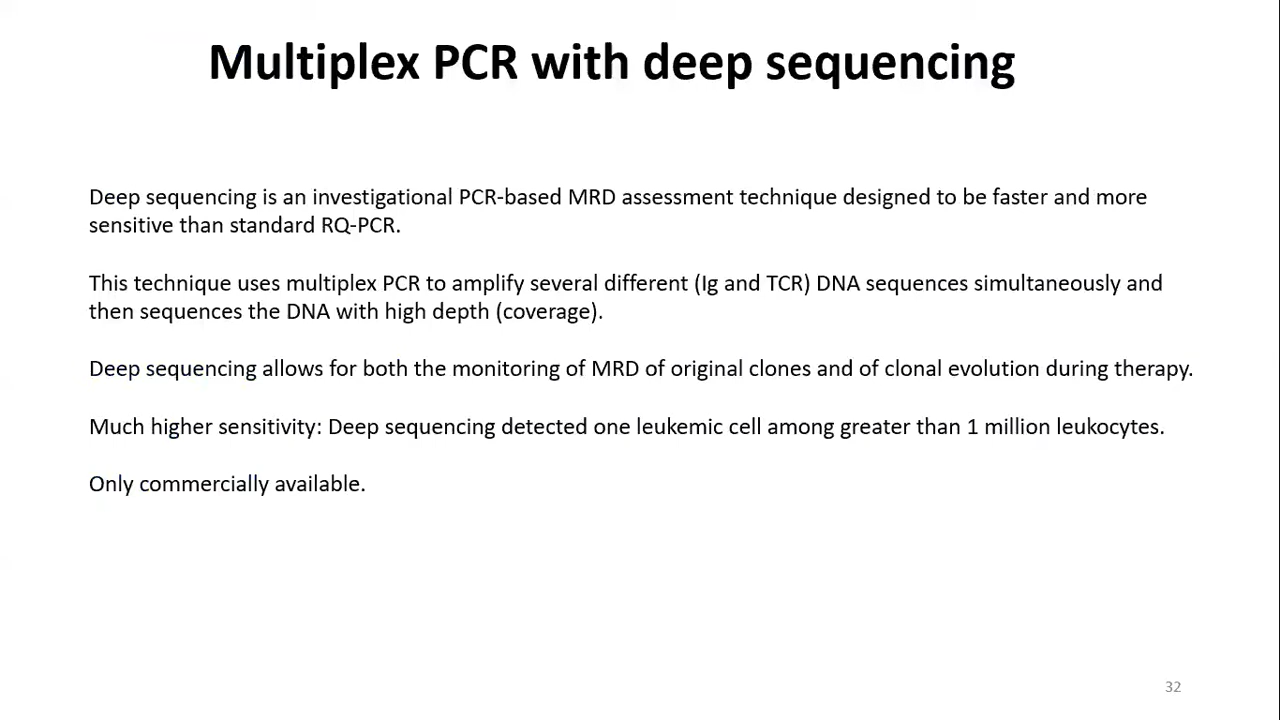 Multiplex PCR with deep sequencing
Deep sequencing is an investigational PCR-based MRD assessment technique designed to be faster and more
sensitive than standard RQ-PCR.
This technique uses multiplex PCR to amplify several different (Ig and TCR) DNA sequences simultaneously and
then sequences the DNA with high depth (coverage).
Deep sequencing allows for both the monitoring of MRD of original clones and of clonal evolution during therapy.
Much higher sensitivity: Deep sequencing detected one leukemic cell among greater than 1 million leukocytes.
Only commercially available.
32